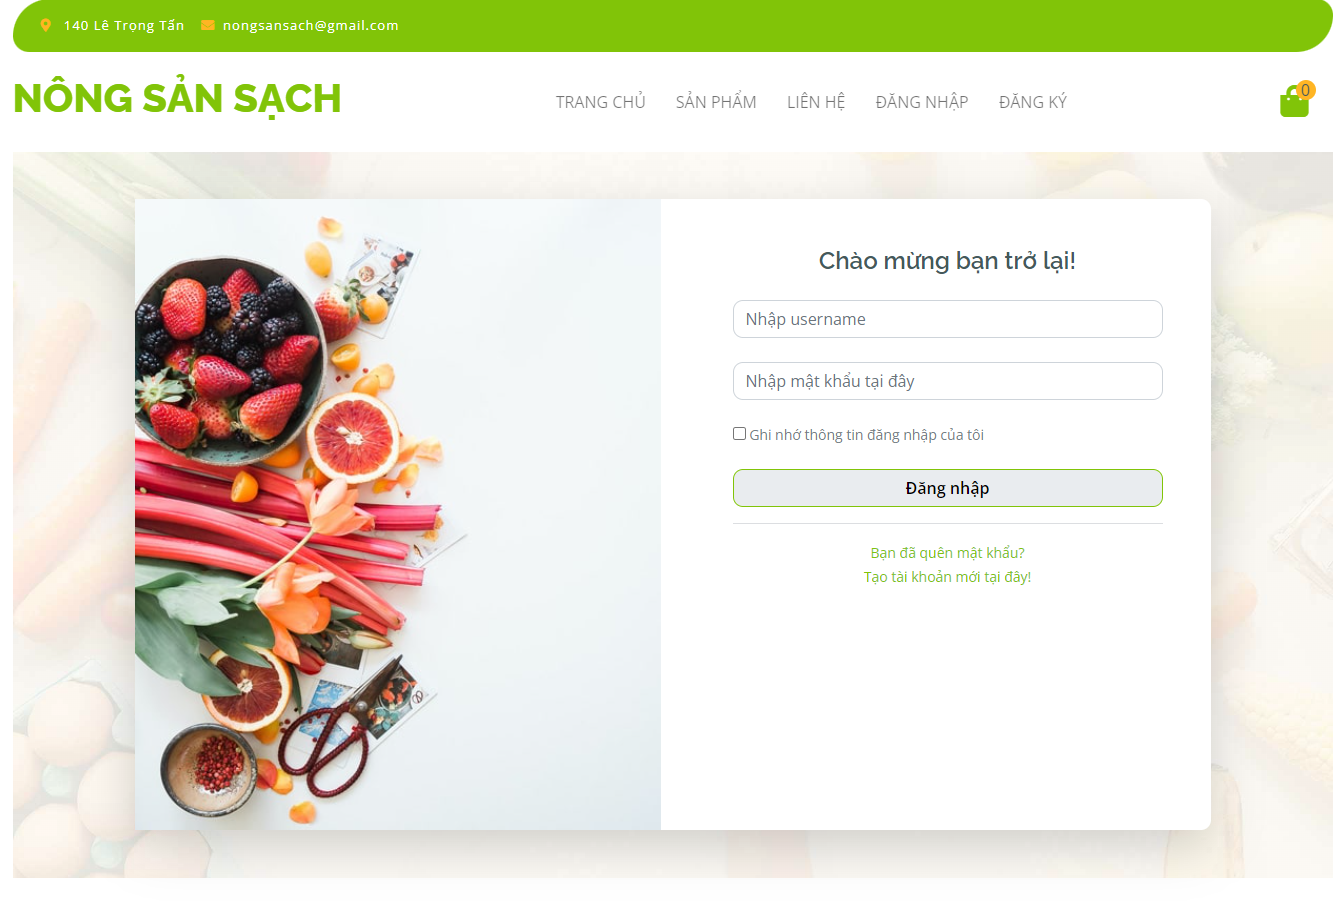 140 Lê Trọng Tấn nongsansach@gmail.com
NÔNG SẢN SẠCH
TRANG CHỦ SẢN PHẨM LIÊN HỆ ĐĂNG NHẬP ĐĂNG KÝ
0
Chào mừng bạn trở lại!
Nhập username
Nhập mật khẩu tại đây
Ghi nhớ thông tin đăng nhập của tôi
Đăng nhập
Bạn đã quên mật khẩu?
Tạo tài khoản mới tại đây!